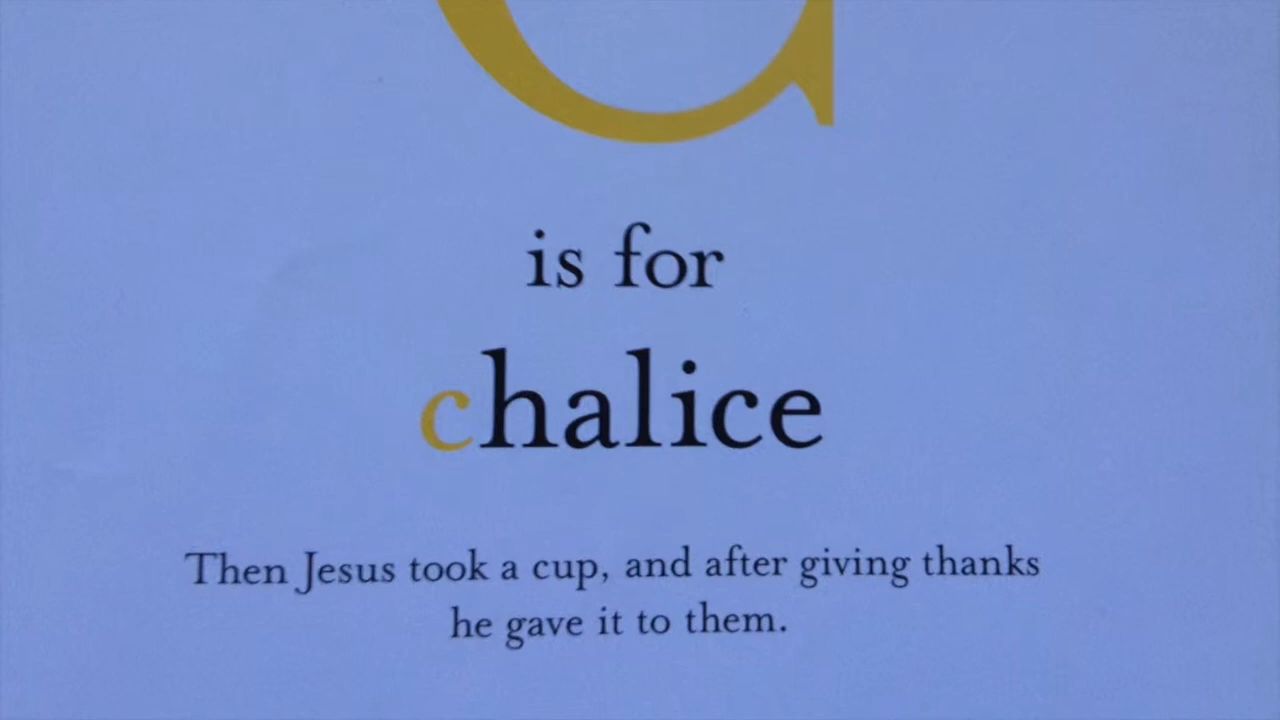 C
is for
chalice
Then Jesus took a cup, and after giving thanks
he gave it to them.